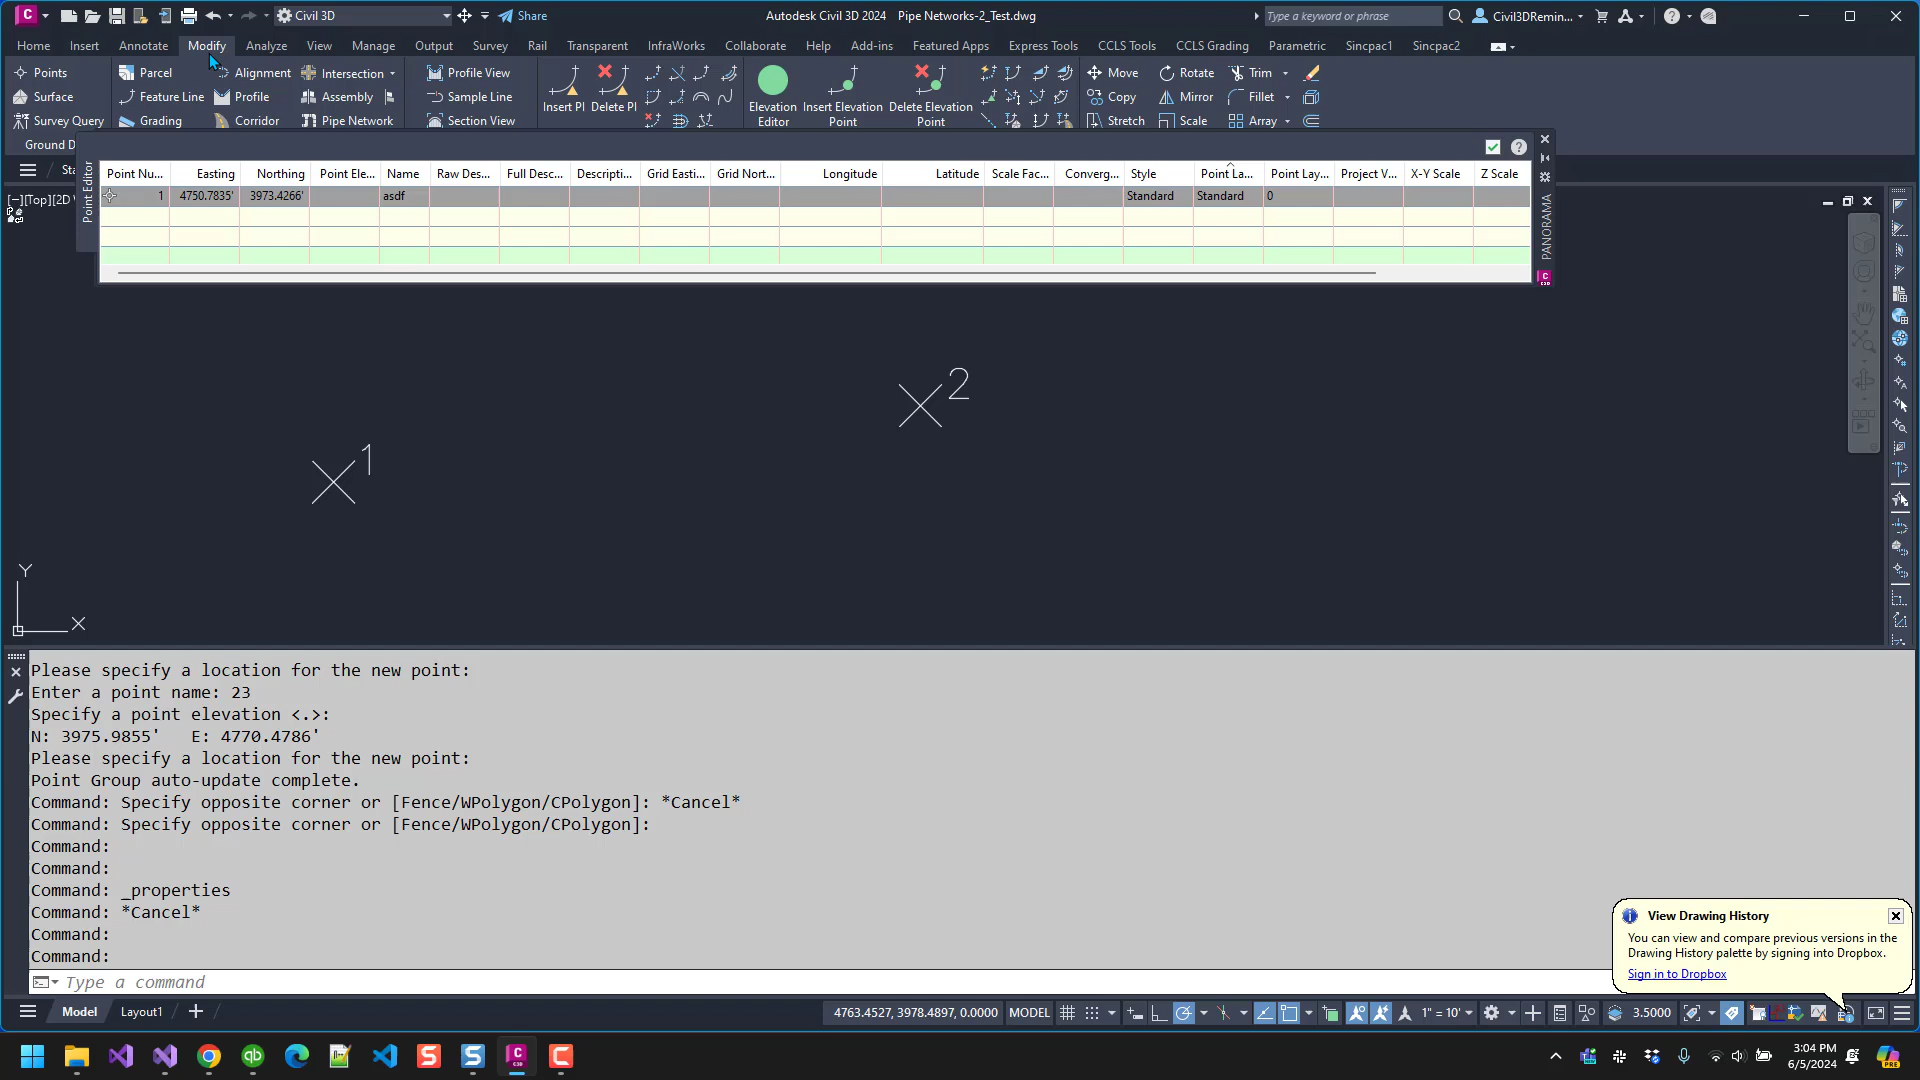 Civil 3D
Share
Autodesk Civil 3D 2024 Pipe Networks-2_Test.dwg
Type a keyword or phrase
Civil3DRemin...
Home Insert Annotate Modify Analyze View Manage Output Survey Rail Transparent InfraWorks Collaborate Help Add-ins Featured Apps Express Tools CCLS Tools CCLS Grading Parametric Sincpac1 Sincpac2
Points Parcel Alignment Intersection Profile View Move Rotate Trim
Surface Feature Line Profile Assembly Sample Line Insert PI Delete PI Elevation Editor Insert Elevation Point Delete Elevation Point Copy Mirror Fillet
Survey Query Grading Corridor Pipe Network Section View Stretch Scale Array
Ground D
Point Editor
Point Nu... Easting Northing Point Ele... Name Raw Des... Full Desc... Descripti... Grid Easti... Grid Nort... Longitude Latitude Scale Fac... Converg... Style Point La... Point Lay... Project V... X-Y Scale Z Scale
1 4750.7835' 3973.4266' asdf Standard Standard 0
PANORAMA
C3D
Sta
[−][Top][2D
1
2
Y
X
Please specify a location for the new point:
Enter a point name: 23
Specify a point elevation <.>:
N: 3975.9855' E: 4770.4786'
Please specify a location for the new point:
Point Group auto-update complete.
Command: Specify opposite corner or [Fence/WPolygon/CPolygon]: *Cancel*
Command: Specify opposite corner or [Fence/WPolygon/CPolygon]:
Command:
Command:
Command: _properties
Command: *Cancel*
Command:
Command:
Type a command
View Drawing History
You can view and compare previous versions in the
Drawing History palette by signing into Dropbox.
Sign in to Dropbox
Model Layout1
4763.4527, 3978.4897, 0.0000 MODEL 1" = 10' 3.5000
3:04 PM
6/5/2024